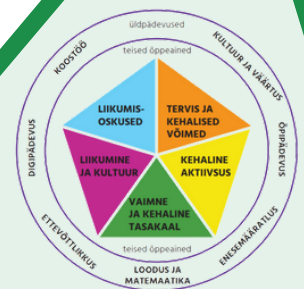 üldpädevused
KOOSTÖÖ
KULTUUR JA VÄÄRTUS
teised õppeained
LIIKUMIS-
OSKUSED
TERVIS JA
KEHALISED
VÕIMED
DIGIPÄDEVUS
ÕPIPÄDEVUS
LIIKUMINE
JA KULTUUR
KEHALINE
AKTIIVSUS
VAIMNE
JA KEHALINE
TASAKAAL
ETTEVÕTLIKKUS
ENESEMÄÄRATLUS
teised õppeained
LOODUS JA
MATEMAATIKA